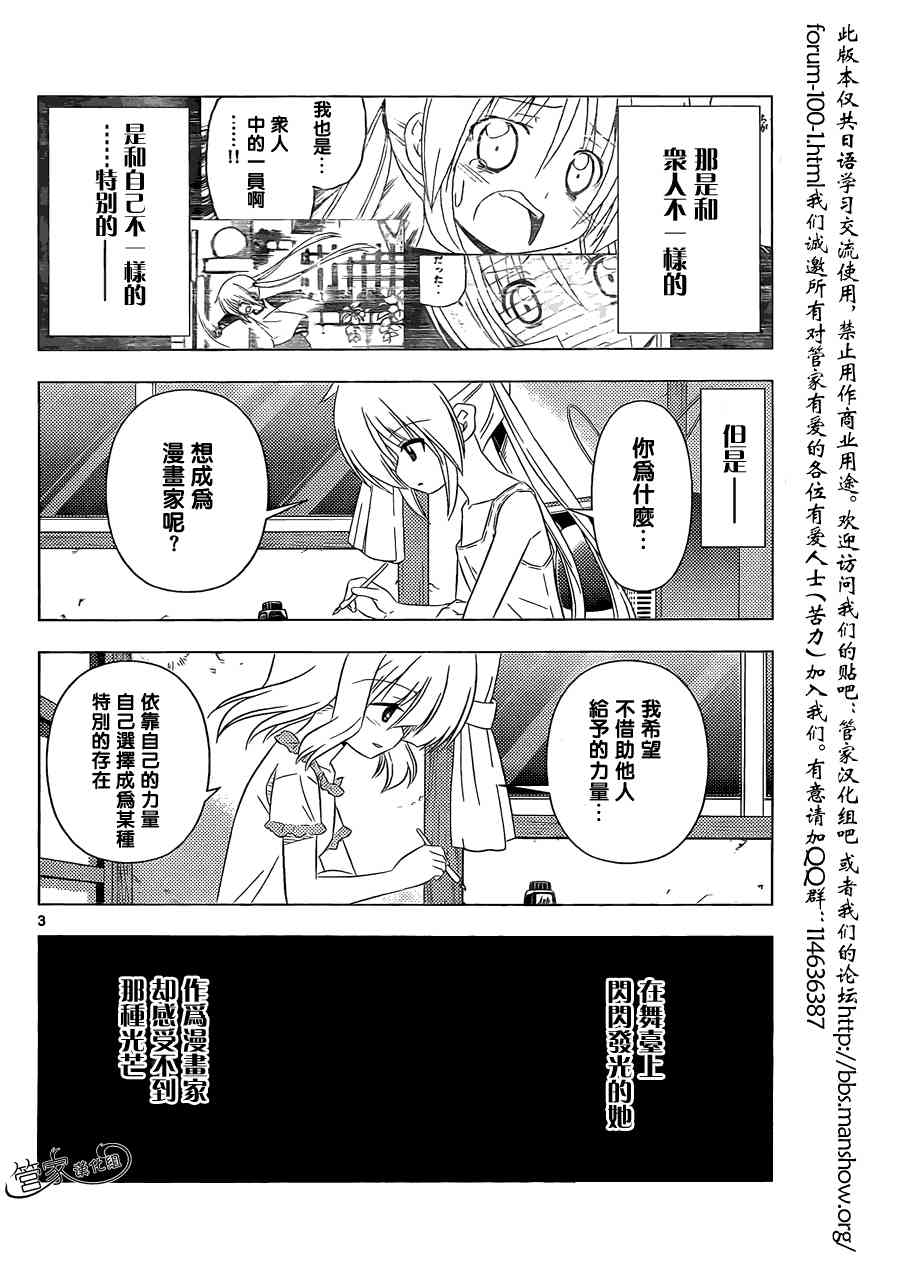 那是和
衆人不一樣的
我也是…
衆人
中的一員啊
……!!
だった…
是和自己不一樣的
……特別的——
但是——
你爲什麼…
想成爲
漫畫家呢？
我希望
不借助他人
給予的力量…
依靠自己的力量
自己選擇成爲某種
特別的存在
3
在舞臺上
閃閃發光的她
作爲漫畫家
却感受不到
那種光芒
管家
漢化組
此版本仅共日语学习交流使用，禁止用作商业用途。欢迎访问我们的贴吧：管家汉化组吧 或者我们的论坛http://bbs.manshow.org/
forum-100-1.html我们诚邀所有对管家有爱的各位有爱人士(苦力)加入我们。有意请加QQ群：114636387